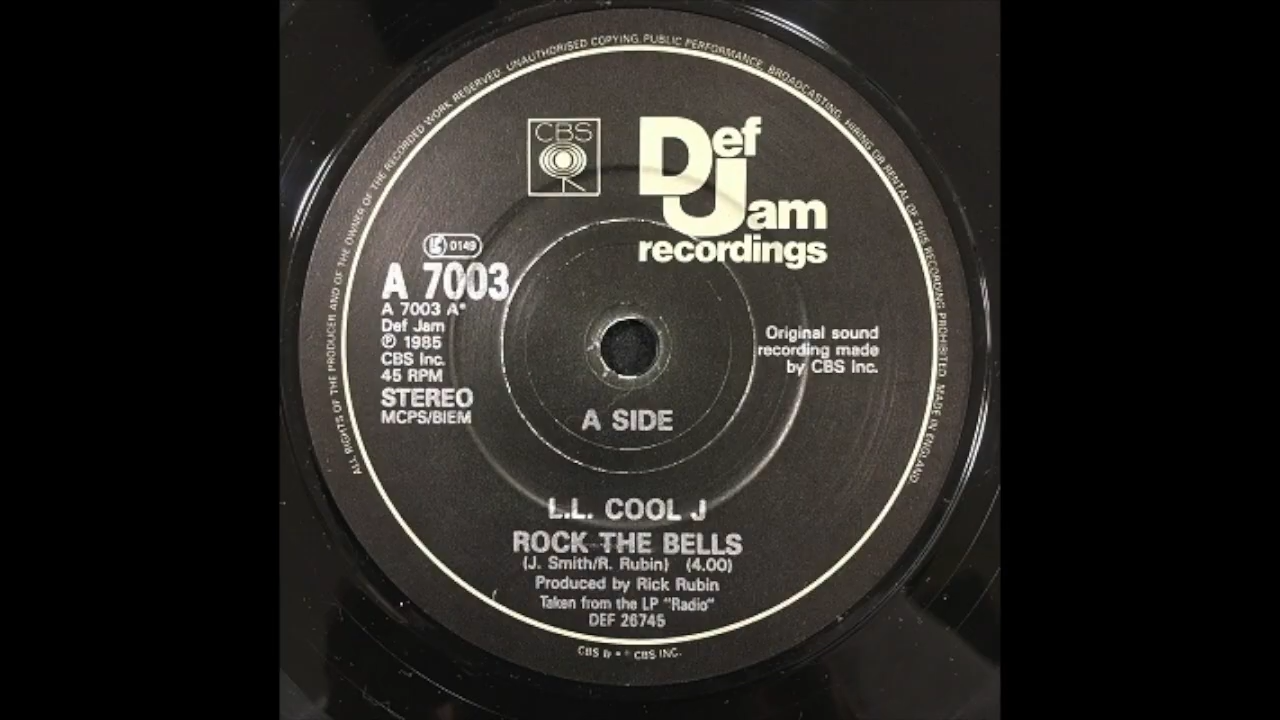 ALL RIGHTS OF THE PRODUCER AND OF THE OWNER OF THE RECORDED WORK RESERVED. UNAUTHORISED COPYING, PUBLIC PERFORMANCE, BROADCASTING, HIRING OR RENTAL OF THIS RECORDING PROHIBITED. MADE IN ENGLAND
CBS
Def
Jam
recordings
LC 0149
A 7003
A 7003 A*
Def Jam
℗ 1985
CBS Inc.
45 RPM
STEREO
MCPS/BIEM
Original sound
recording made
by CBS Inc.
A SIDE
L.L. COOL J
ROCK THE BELLS
(J. Smith/R. Rubin) (4.00)
Produced by Rick Rubin
Taken from the LP "Radio"
DEF 26745
CBS CBS INC.